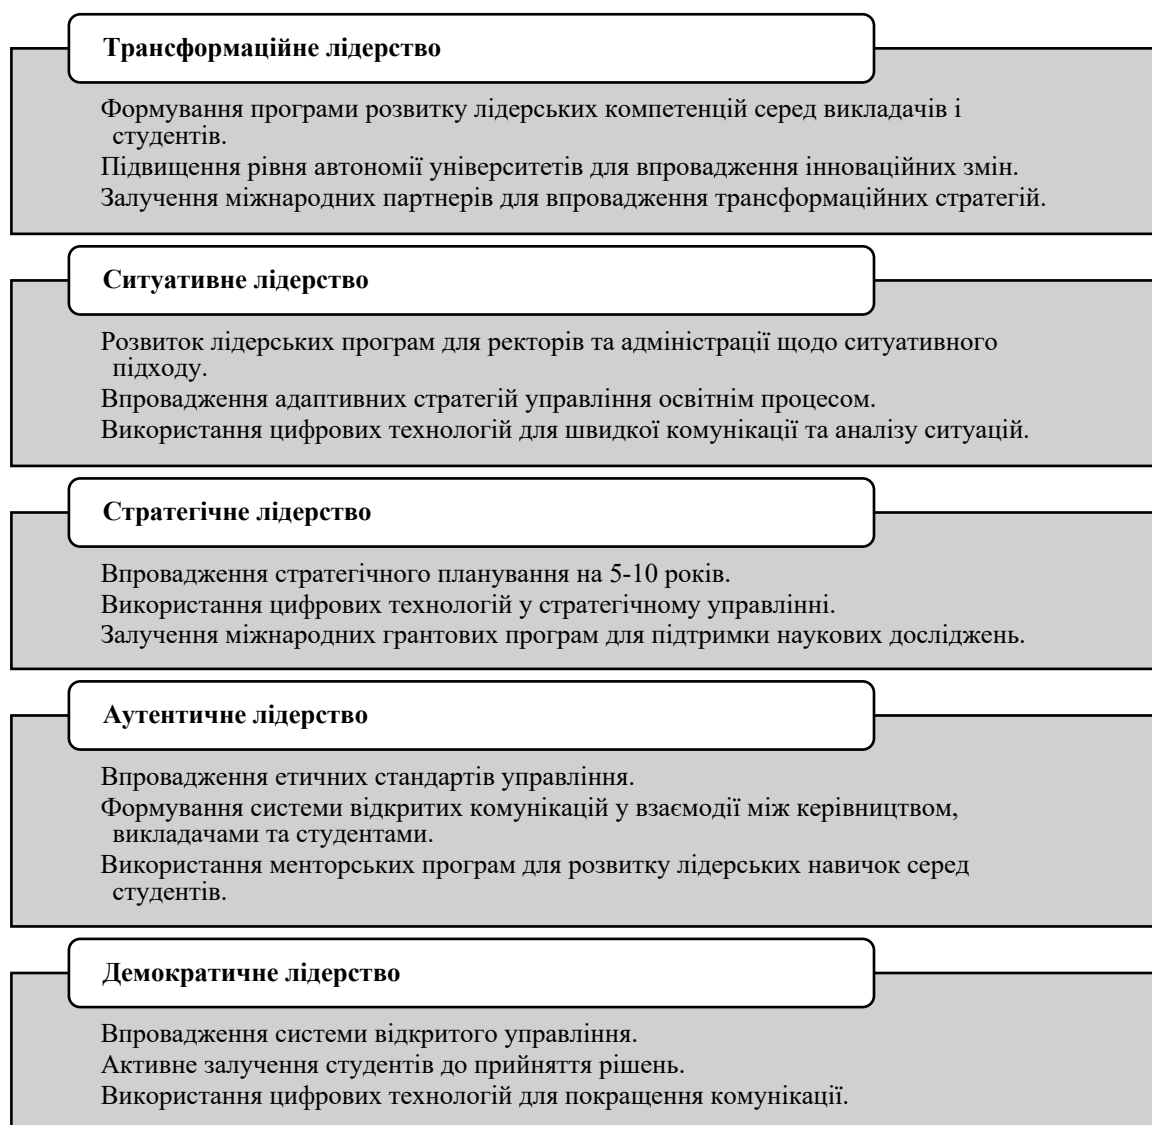 Трансформаційне лідерство
Формування програми розвитку лідерських компетенцій серед викладачів і
студентів.
Підвищення рівня автономії університетів для впровадження інноваційних змін.
Залучення міжнародних партнерів для впровадження трансформаційних стратегій.
Ситуативне лідерство
Розвиток лідерських програм для ректорів та адміністрації щодо ситуативного
підходу.
Впровадження адаптивних стратегій управління освітнім процесом.
Використання цифрових технологій для швидкої комунікації та аналізу ситуацій.
Стратегічне лідерство
Впровадження стратегічного планування на 5-10 років.
Використання цифрових технологій у стратегічному управлінні.
Залучення міжнародних грантових програм для підтримки наукових досліджень.
Аутентичне лідерство
Впровадження етичних стандартів управління.
Формування системи відкритих комунікацій у взаємодії між керівництвом,
викладачами та студентами.
Використання менторських програм для розвитку лідерських навичок серед
студентів.
Демократичне лідерство
Впровадження системи відкритого управління.
Активне залучення студентів до прийняття рішень.
Використання цифрових технологій для покращення комунікації.